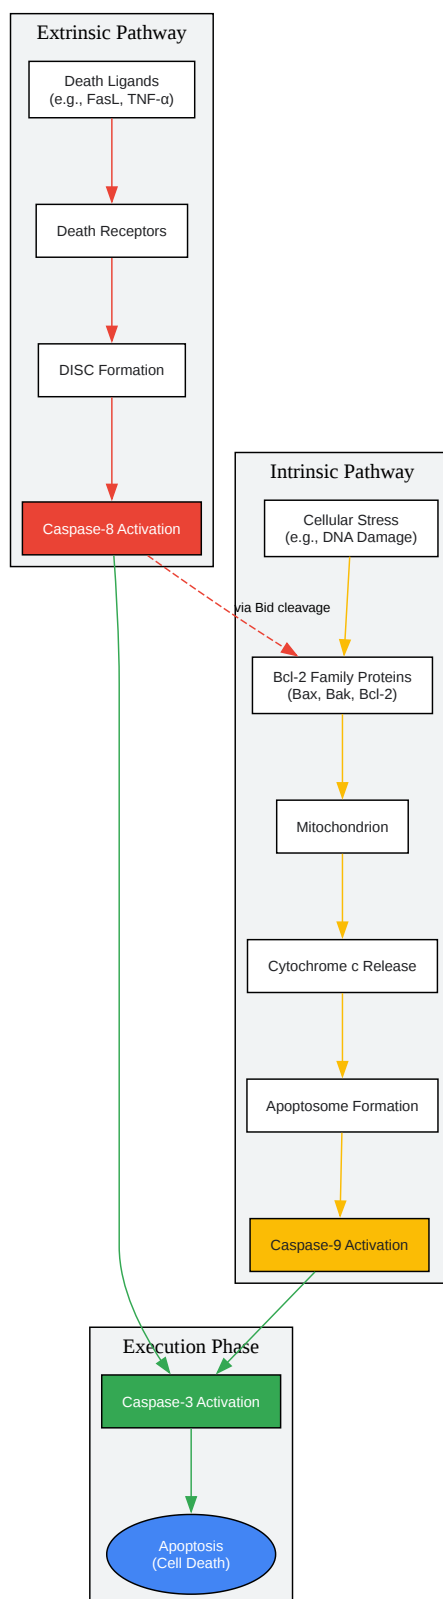 Extrinsic Pathway
Death Ligands
(e.g., FasL, TNF-α)
Death Receptors
DISC Formation
Caspase-8 Activation
Intrinsic Pathway
Cellular Stress
(e.g., DNA Damage)
via Bid cleavage
Bcl-2 Family Proteins
(Bax, Bak, Bcl-2)
Mitochondrion
Cytochrome c Release
Apoptosome Formation
Caspase-9 Activation
Execution Phase
Caspase-3 Activation
Apoptosis
(Cell Death)